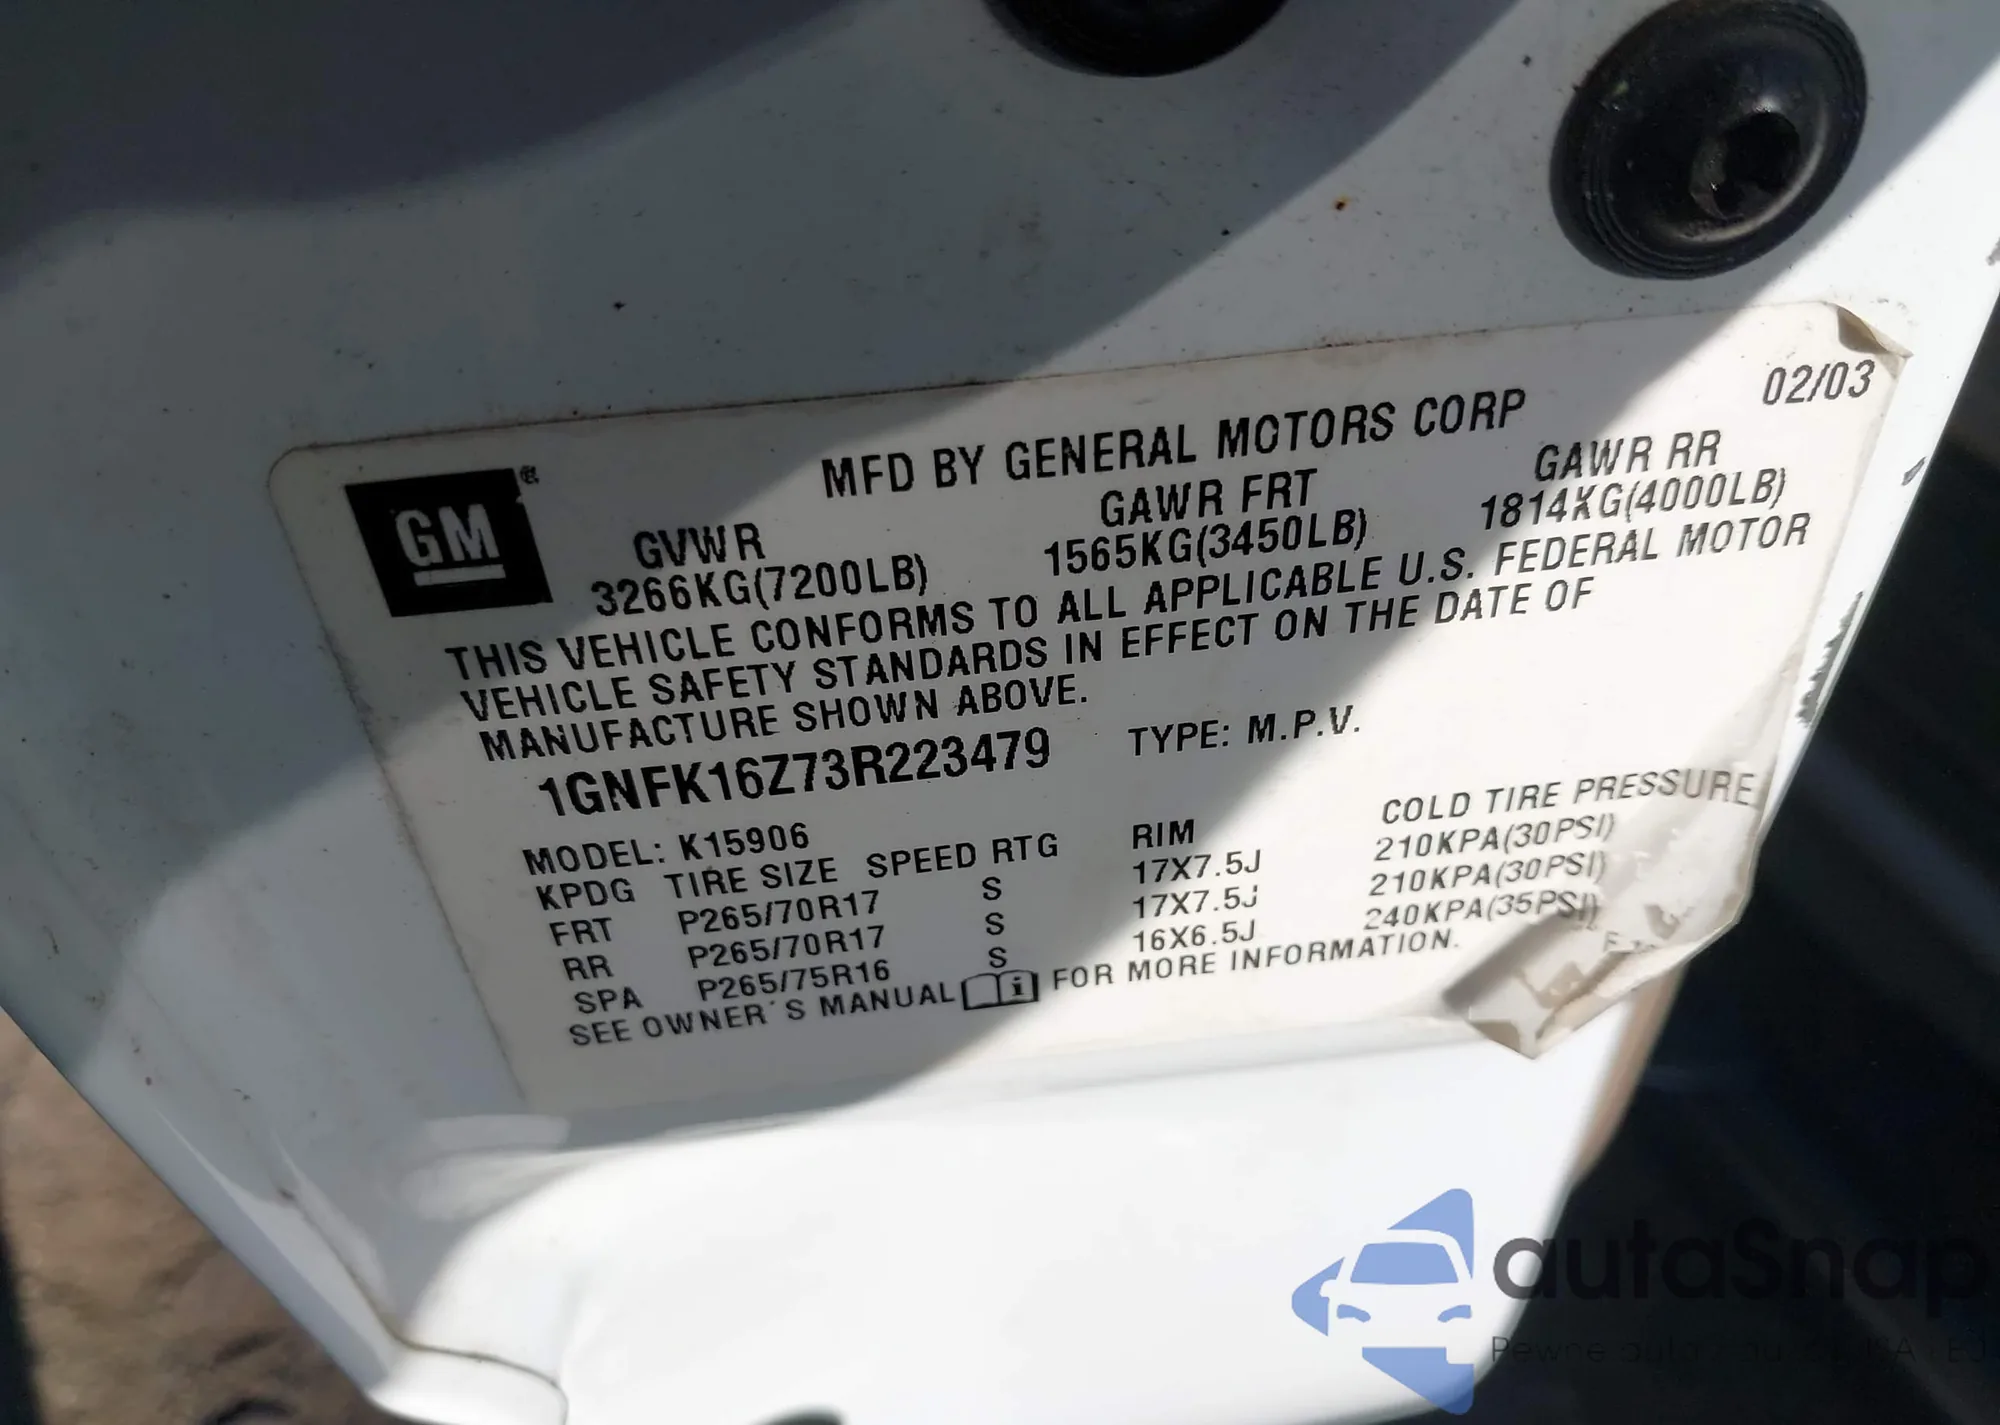 02/03
MFD BY GENERAL MOTORS CORP
GM®
GVWR GAWR FRT GAWR RR
3266KG(7200LB) 1565KG(3450LB) 1814KG(4000LB)
THIS VEHICLE CONFORMS TO ALL APPLICABLE U.S. FEDERAL MOTOR
VEHICLE SAFETY STANDARDS IN EFFECT ON THE DATE OF
MANUFACTURE SHOWN ABOVE.
1GNFK16Z73R223479 TYPE: M.P.V.
MODEL: K15906
KPDG TIRE SIZE SPEED RTG RIM COLD TIRE PRESSURE
FRT P265/70R17 S 17X7.5J 210KPA(30PSI)
RR P265/70R17 S 17X7.5J 210KPA(30PSI)
SPA P265/75R16 S 16X6.5J 240KPA(35PSI)
SEE OWNER'S MANUAL i FOR MORE INFORMATION.
autaSnap
Pewne auta